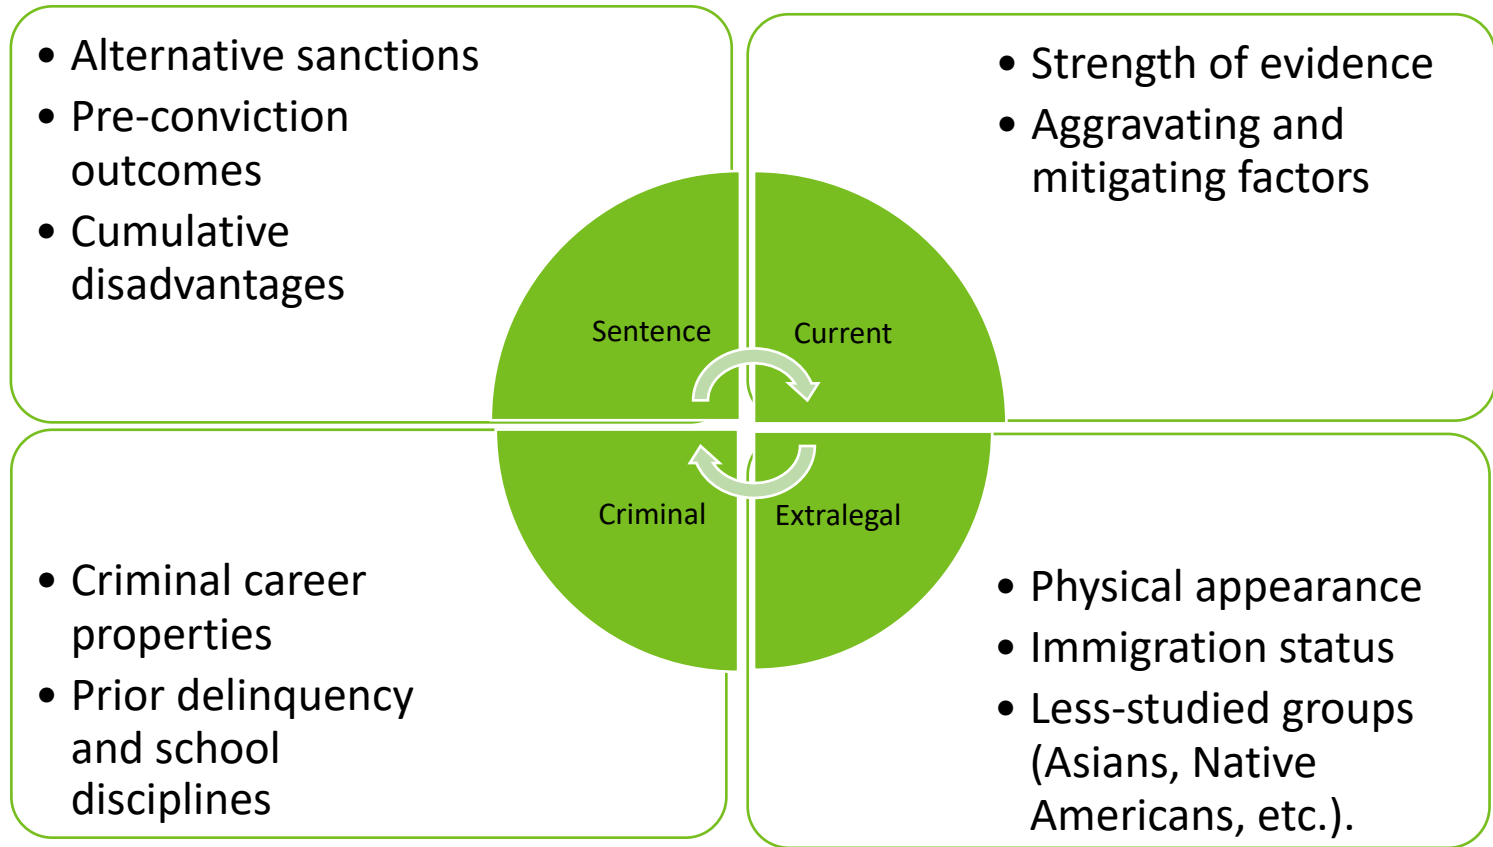 • Alternative sanctions
• Pre-conviction
outcomes
• Cumulative
disadvantages
• Strength of evidence
• Aggravating and
mitigating factors
Sentence
Current
Criminal
Extralegal
• Criminal career
properties
• Prior delinquency
and school
disciplines
• Physical appearance
• Immigration status
• Less-studied groups
(Asians, Native
Americans, etc.).